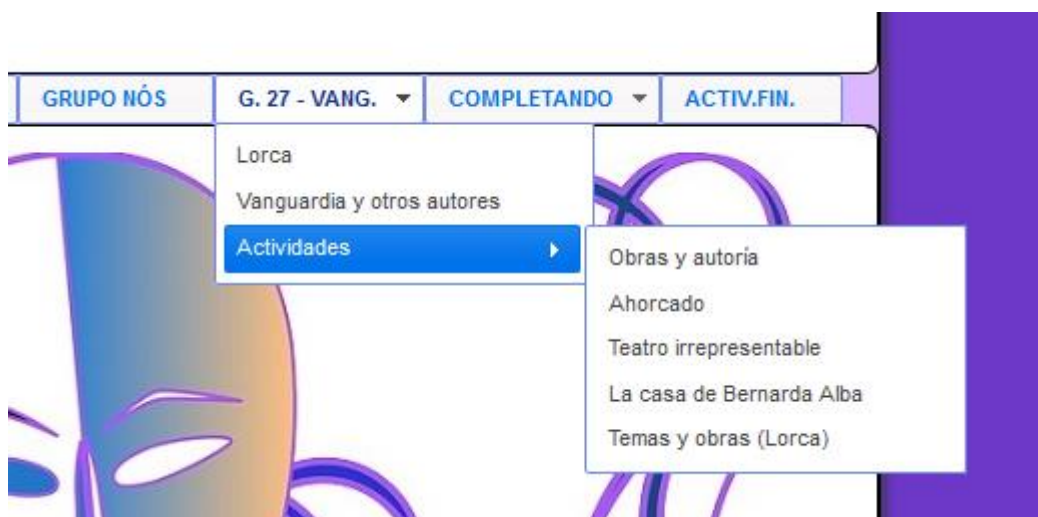 GRUPO NÓS
G. 27 - VANG.
COMPLETANDO
ACTIV.FIN.
Lorca
Vanguardia y otros autores
Actividades
Obras y autoría
Ahorcado
Teatro irrepresentable
La casa de Bernarda Alba
Temas y obras (Lorca)